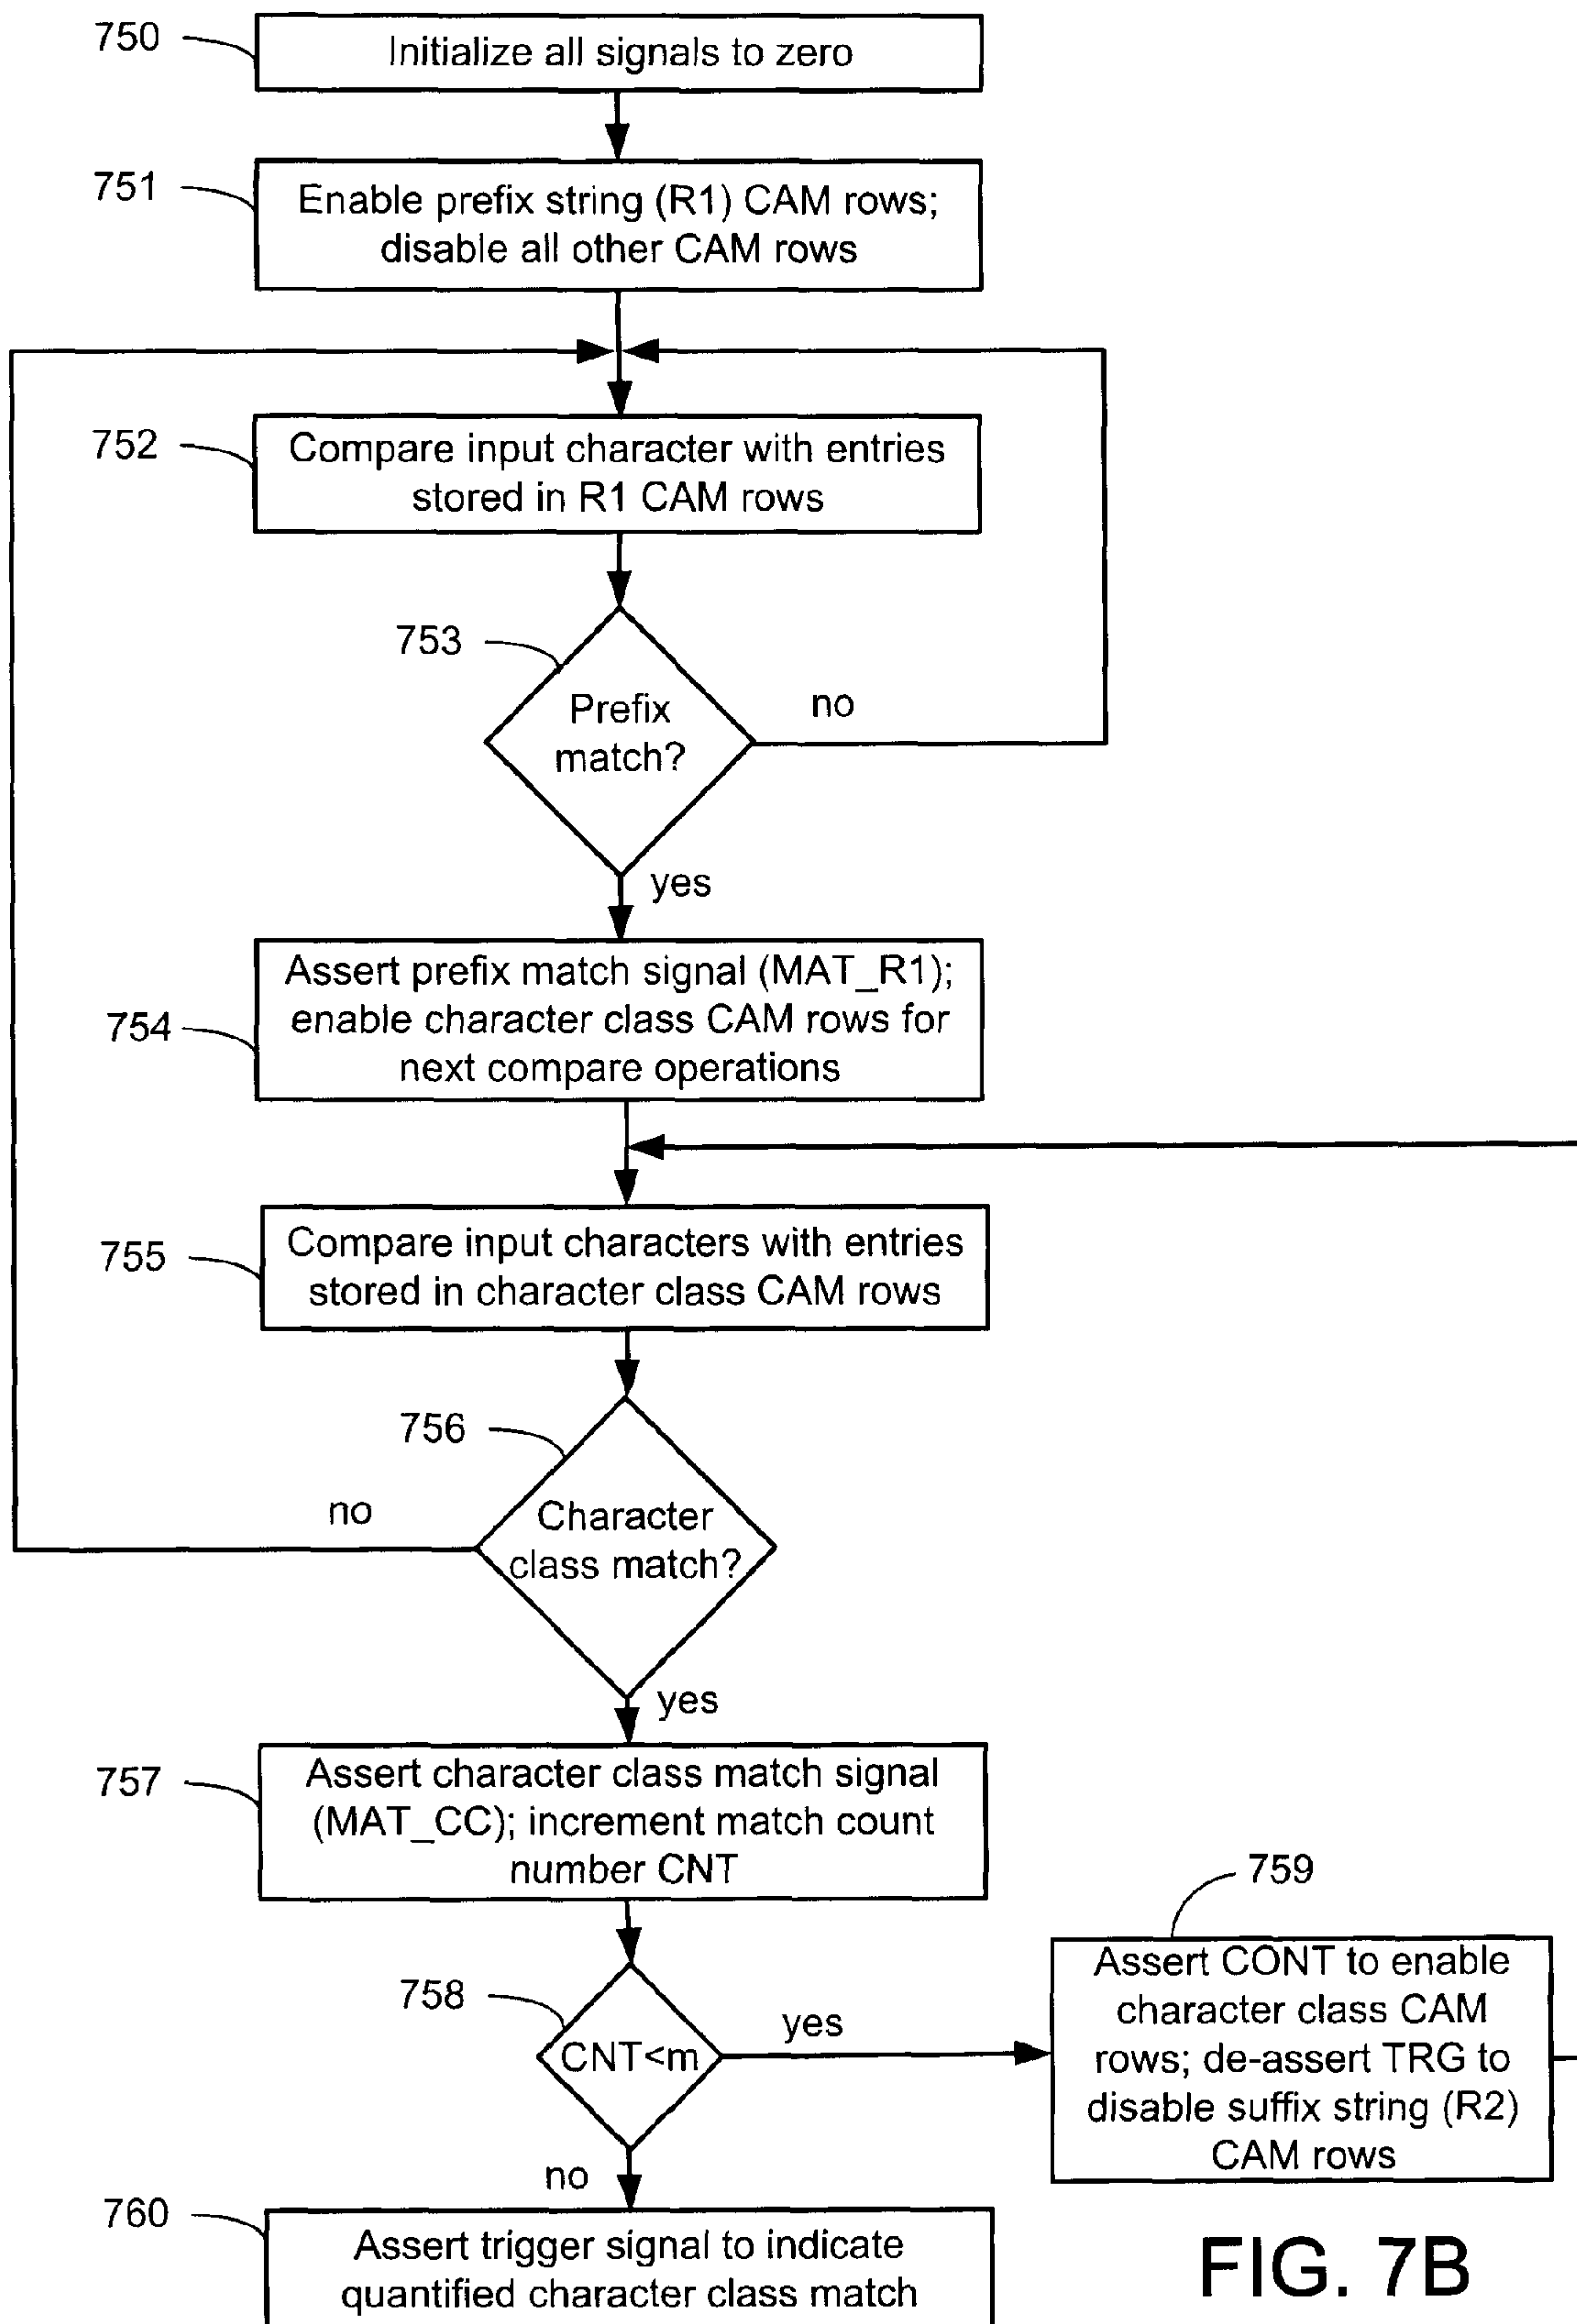 750
Initialize all signals to zero
751
Enable prefix string (R1) CAM rows;
disable all other CAM rows
752
Compare input character with entries
stored in R1 CAM rows
753
Prefix
match?
no
yes
754
Assert prefix match signal (MAT_R1);
enable character class CAM rows for
next compare operations
755
Compare input characters with entries
stored in character class CAM rows
756
Character
class match?
no
yes
757
Assert character class match signal
(MAT_CC); increment match count
number CNT
758
CNT<m
yes
no
759
Assert CONT to enable
character class CAM
rows; de-assert TRG to
disable suffix string (R2)
CAM rows
760
Assert trigger signal to indicate
quantified character class match
FIG. 7B